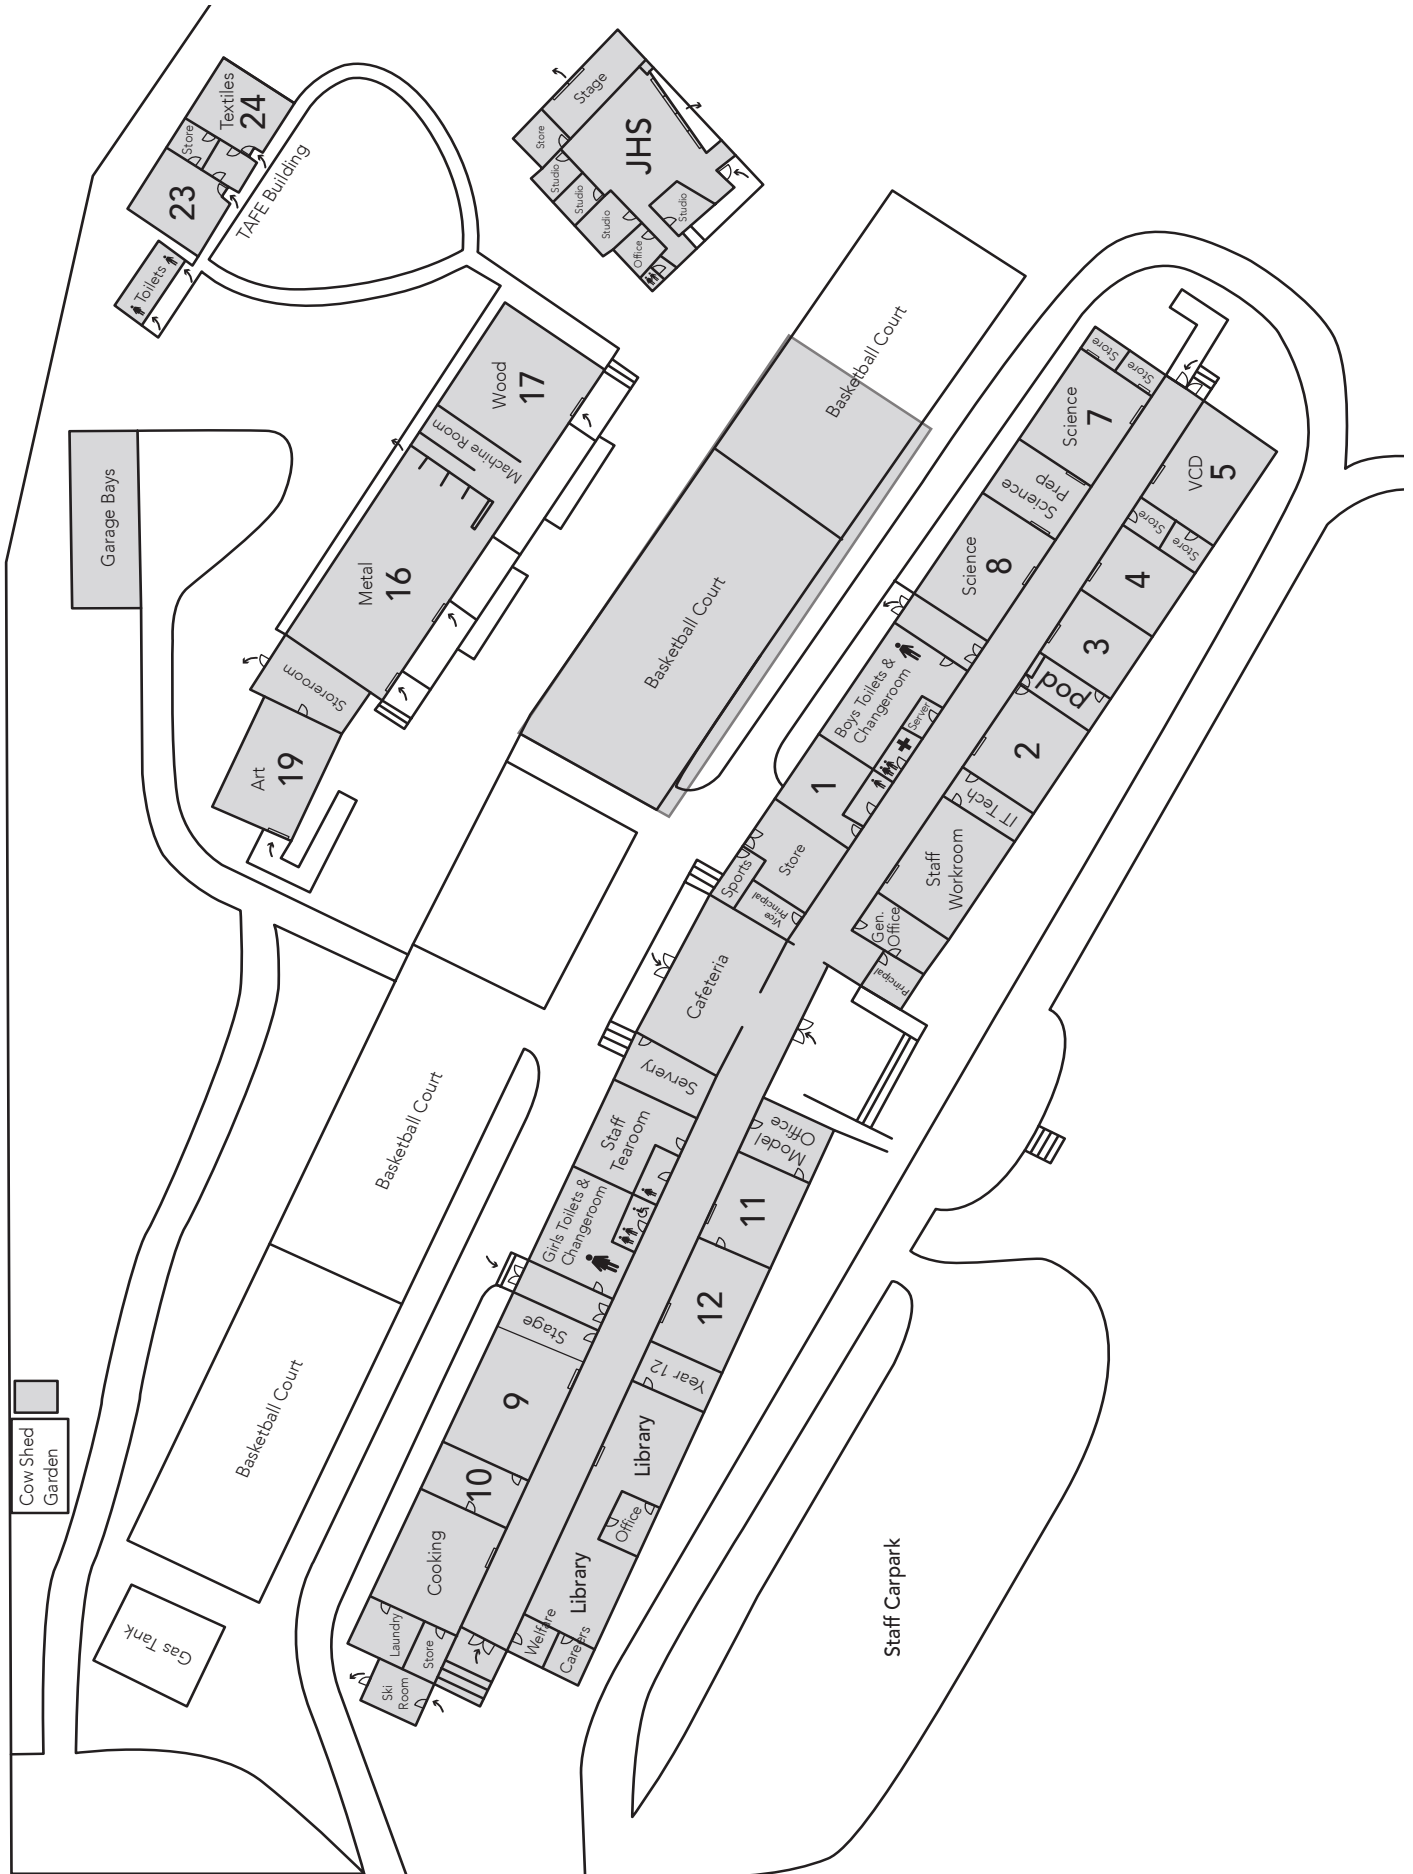 Textiles
24
Store
23
TAFE Building
Toilets
Stage
Store
JHS
Studio
Studio
Studio
Studio
Office
Garage Bays
Wood
17
Machine Room
Metal
16
Storeroom
Art
19
Basketball Court
Basketball Court
Store
Store
Science
7
Science
Prep
Science
8
VCD
5
Store
Store
4
3
pod
2
IT Tech
Staff
Workroom
Gen.
Office
Principal
Boys Toilets &
Changeroom
Server
1
Store
Sports
Vice
Principal
Cafeteria
Servery
Staff
Tearoom
Girls Toilets &
Changeroom
Stage
9
10
Cooking
Laundry
Store
Ski
Room
Model
Office
11
12
Year 12
Library
Office
Library
Welfare
Careers
Basketball Court
Basketball Court
Cow Shed
Garden
Gas Tank
Staff Carpark